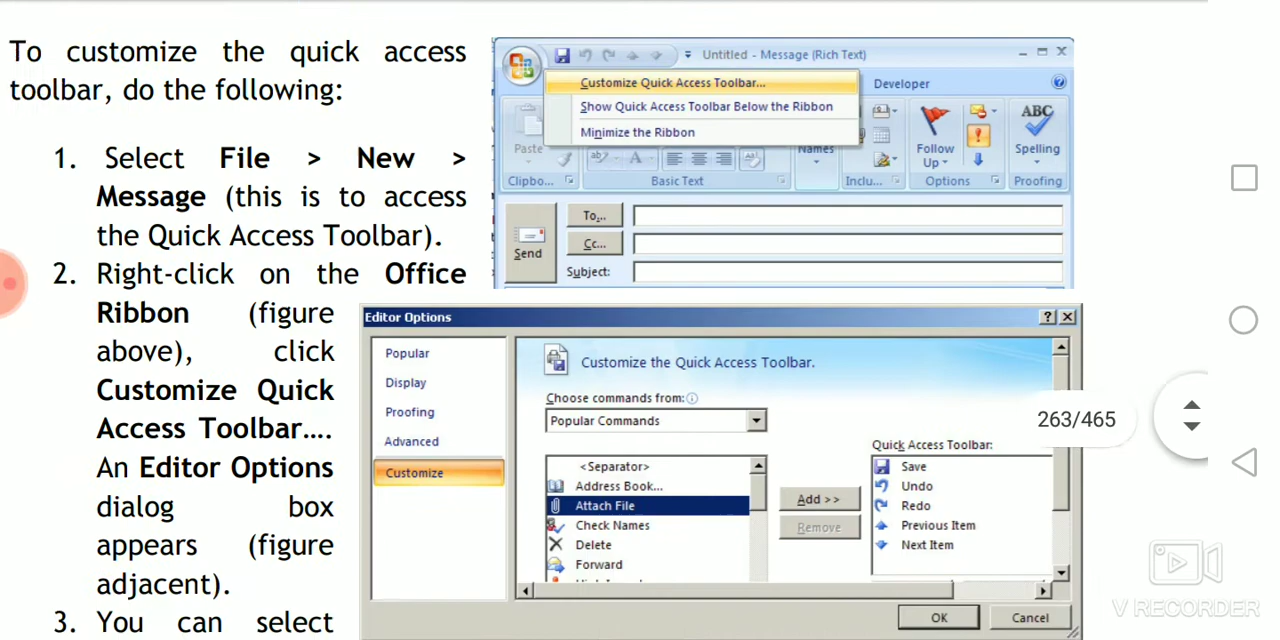 To customize the quick access
toolbar, do the following:
1. Select File > New >
Message (this is to access
the Quick Access Toolbar).
2. Right-click on the Office
Ribbon (figure
above), click
Customize Quick
Access Toolbar….
An Editor Options
dialog box
appears (figure
adjacent).
3. You can select
Untitled - Message (Rich Text)
Customize Quick Access Toolbar...
Show Quick Access Toolbar Below the Ribbon
Minimize the Ribbon
Developer
Paste
Names
Follow
Up
ABC
Spelling
Clipbo...
Basic Text
Inclu...
Options
Proofing
Send
To...
Cc...
Subject:
Editor Options
Popular
Display
Proofing
Advanced
Customize
Customize the Quick Access Toolbar.
Choose commands from:
Popular Commands
<Separator>
Address Book...
Attach File
Check Names
Delete
Forward
Add >>
Remove
Quick Access Toolbar:
Save
Undo
Redo
Previous Item
Next Item
OK
Cancel
263/465
V RECORDER